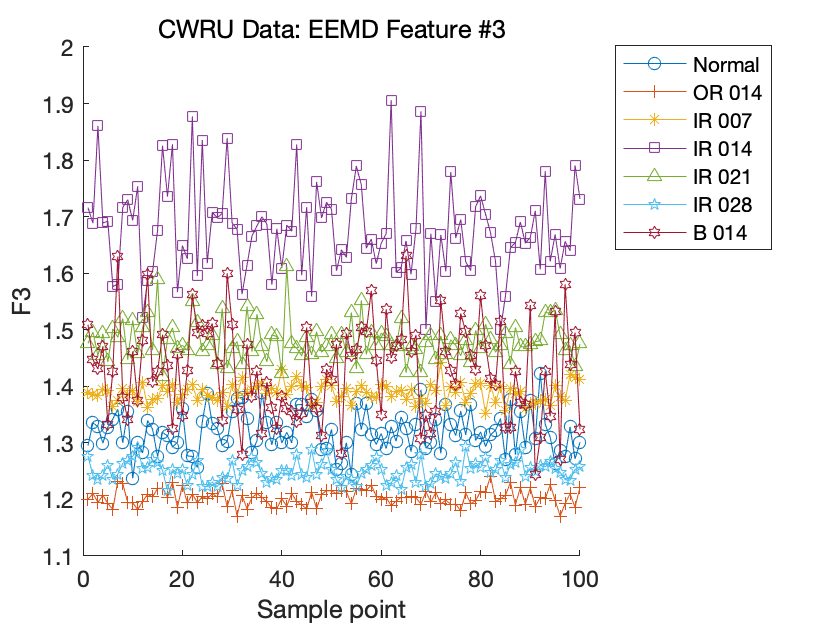 CWRU Data: EEMD Feature #3
2
1.9
1.8
1.7
1.6
1.5
1.4
1.3
1.2
1.1
F3
0
20
40
60
80
100
Sample point
Normal
OR 014
IR 007
IR 014
IR 021
IR 028
B 014